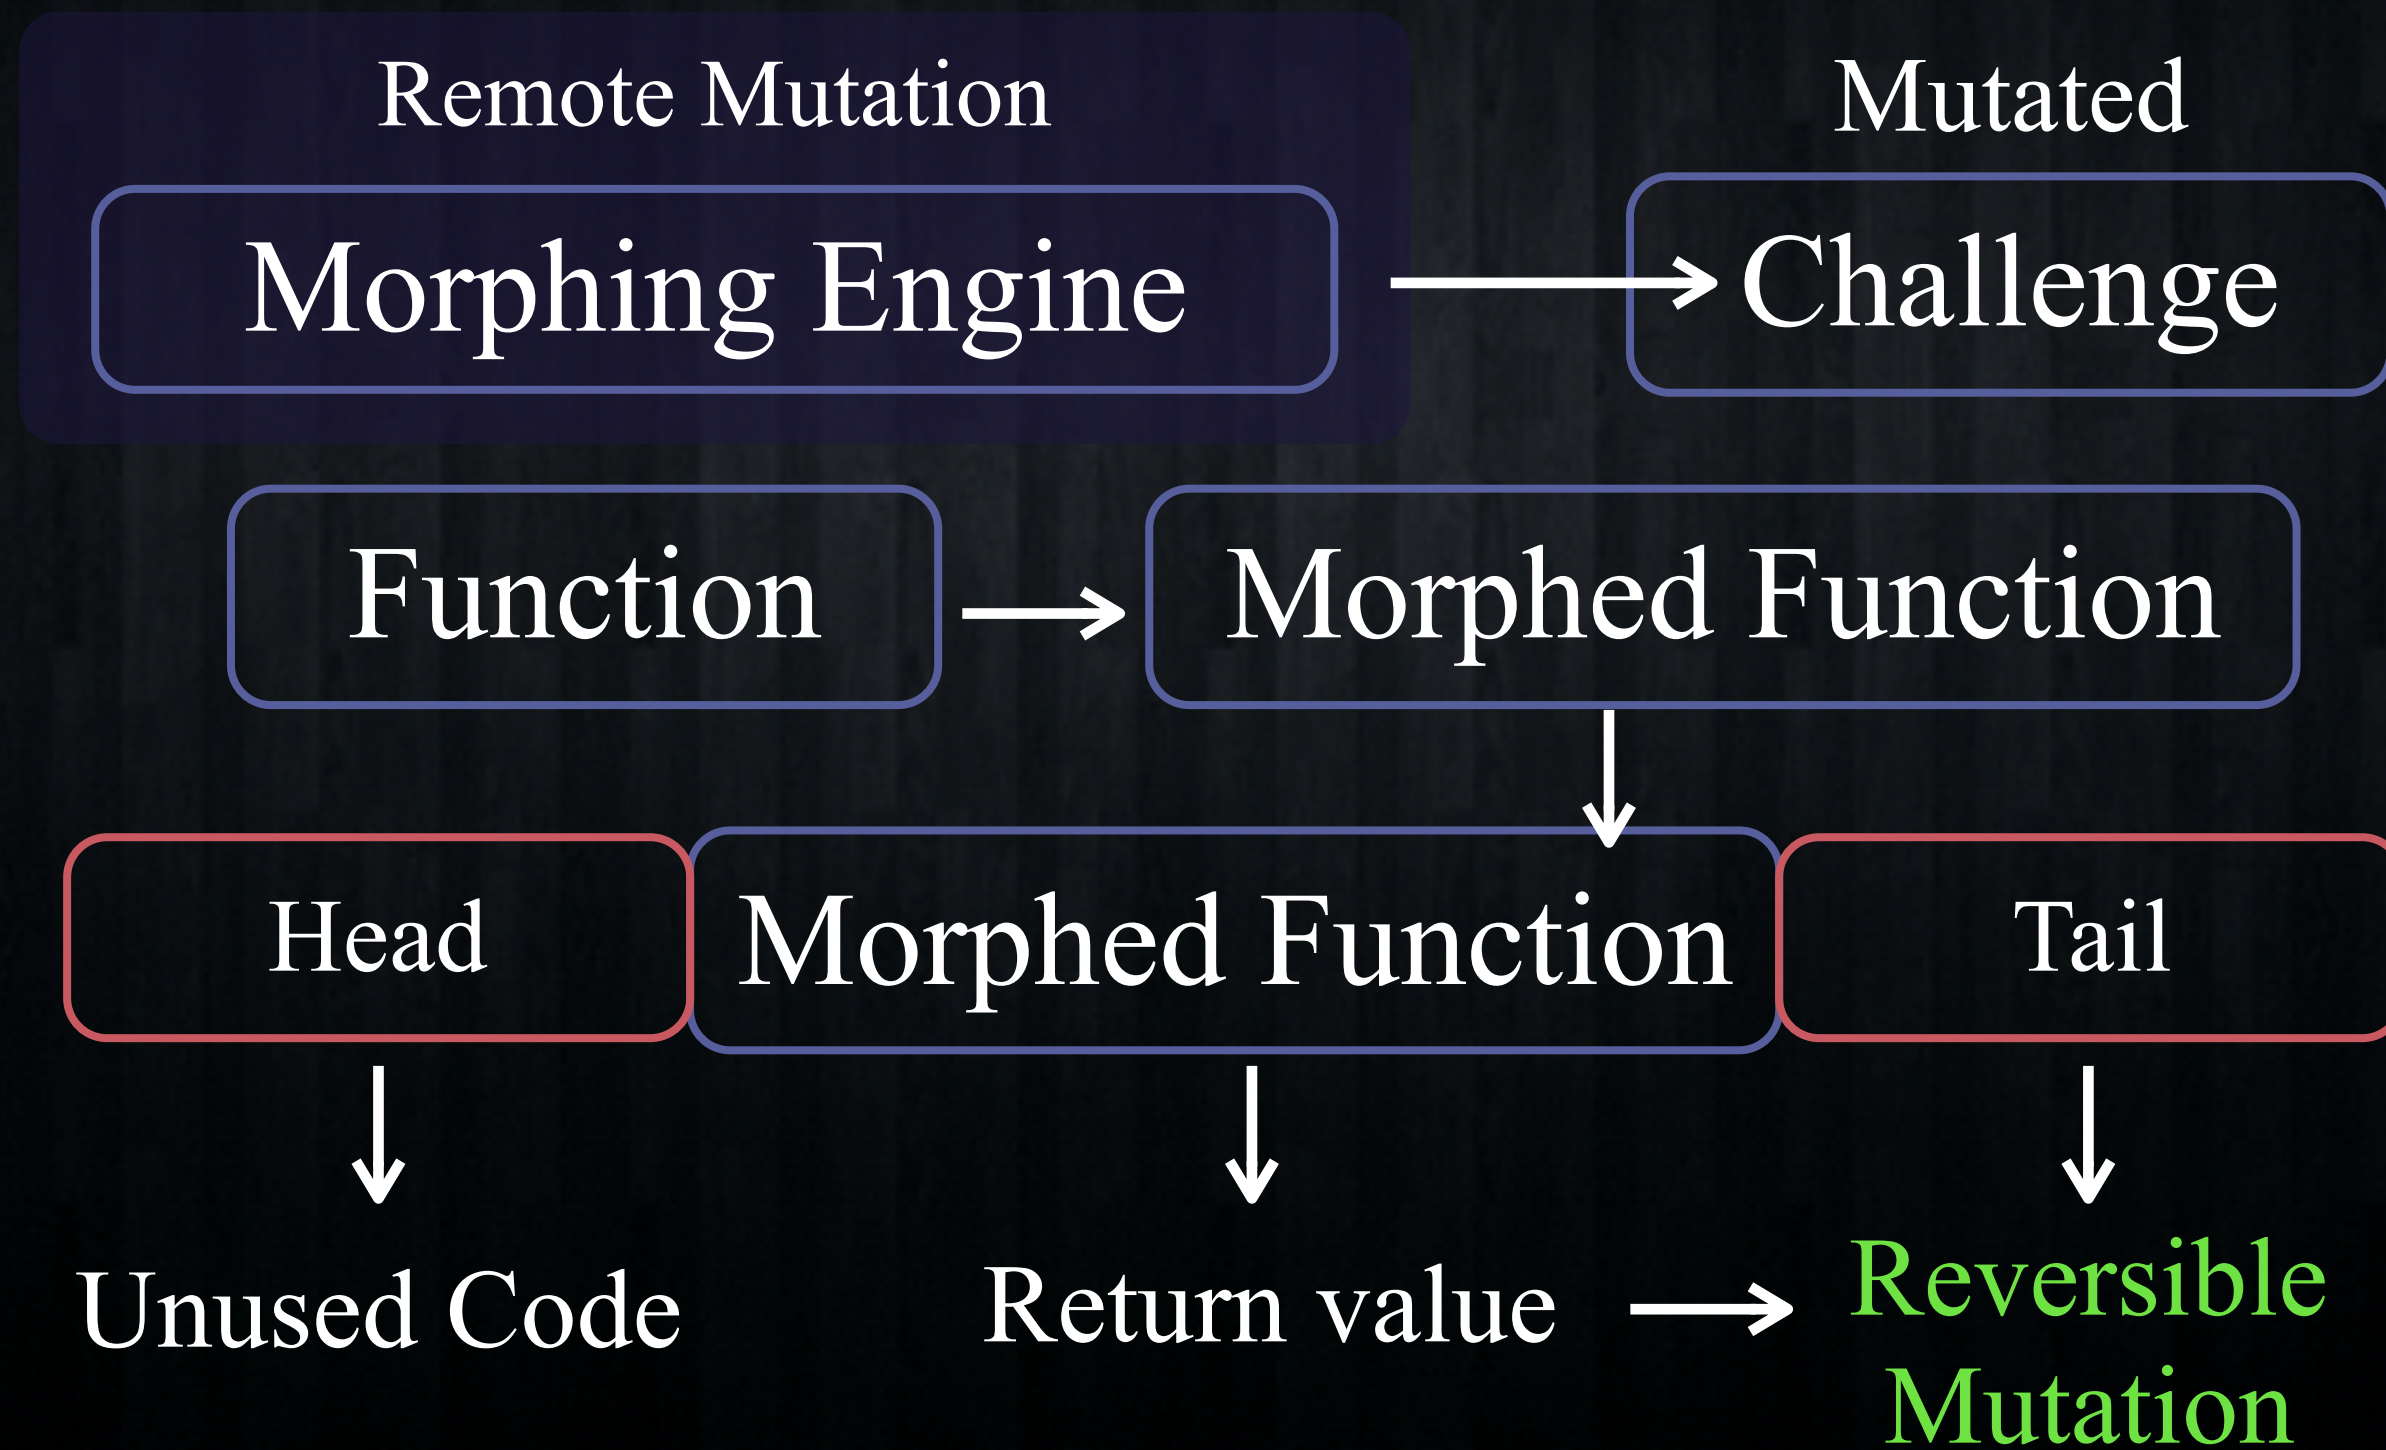 Remote Mutation
Mutated
Morphing Engine
Challenge
Function
Morphed Function
Head
Morphed Function
Tail
Unused Code
Return value
Reversible
Mutation